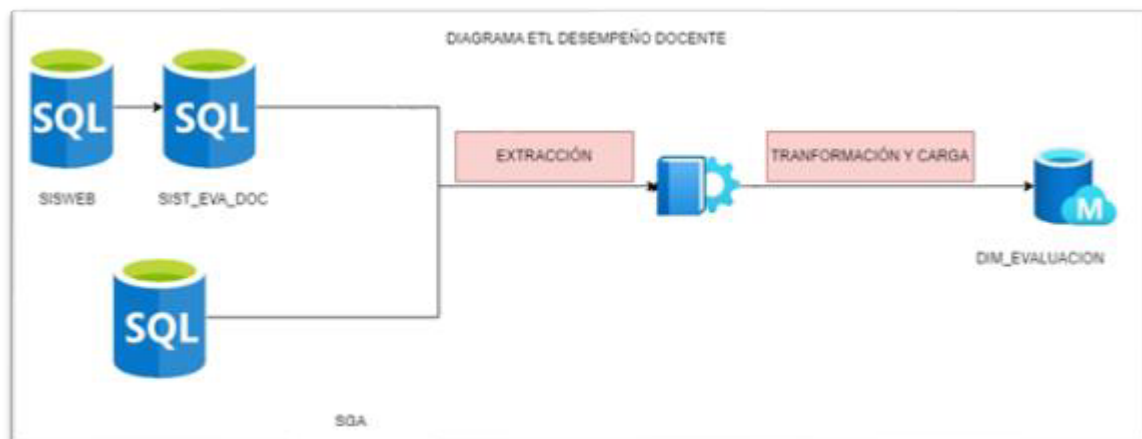 DIAGRAMA ETL DESEMPEÑO DOCENTE
SQL
SQL
EXTRACCIÓN
TRANFORMACIÓN Y CARGA
SISWEB
SIST_EVA_DOC
M
DIM_EVALUACION
SQL
SGA